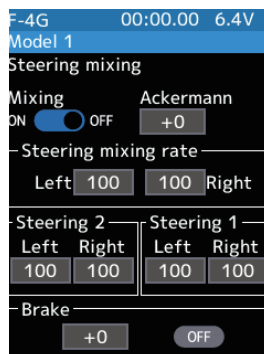 F-4G 00:00.00 6.4V
Model 1
Steering mixing
Mixing Ackermann
ON OFF +0
Steering mixing rate
Left 100 100 Right
Steering 2 Steering 1
Left Right Left Right
100 100 100 100
Brake
+0 OFF